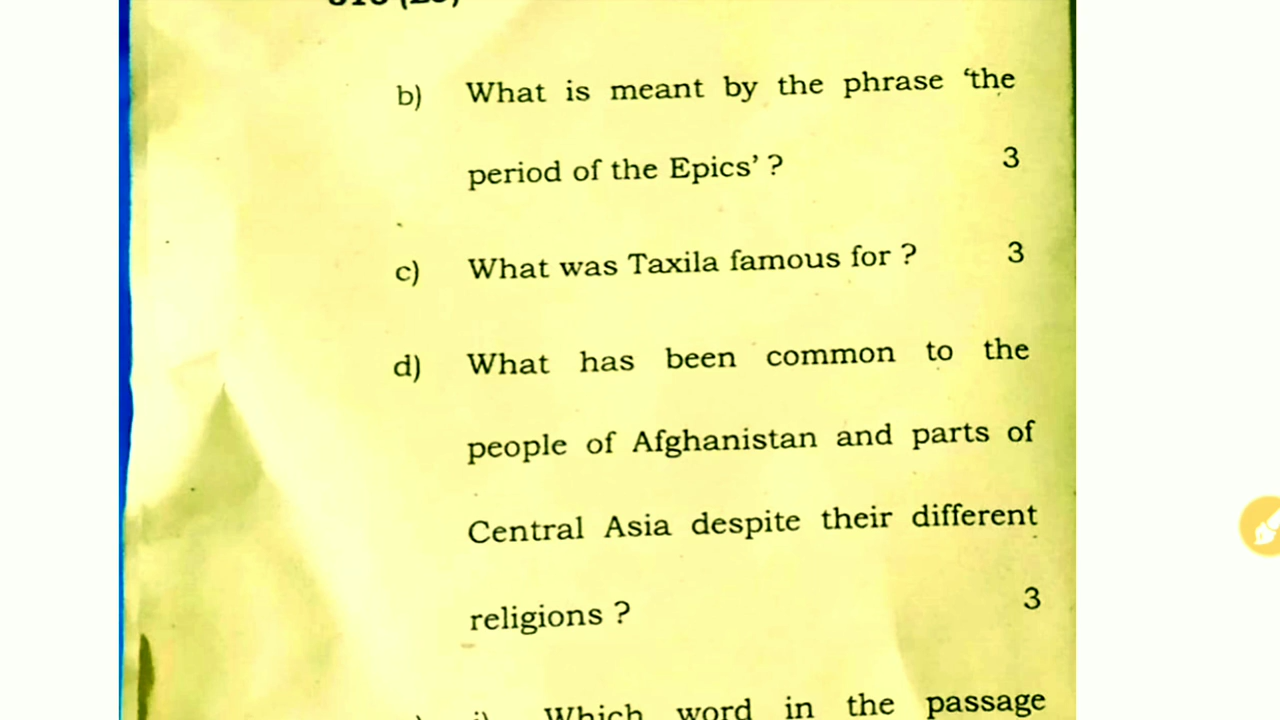 b) What is meant by the phrase ‘the
period of the Epics’ ? 3
c) What was Taxila famous for ? 3
d) What has been common to the
people of Afghanistan and parts of
Central Asia despite their different
religions ? 3
i) Which word in the passage